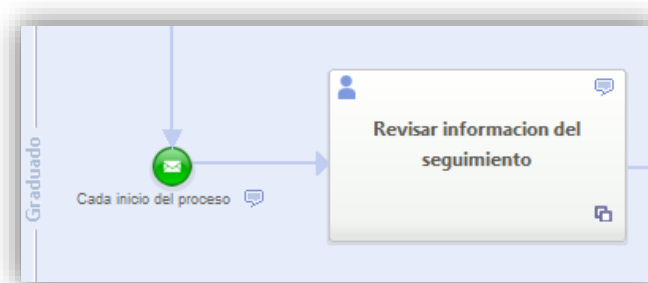 Graduado
Revisar informacion del
seguimiento
Cada inicio del proceso